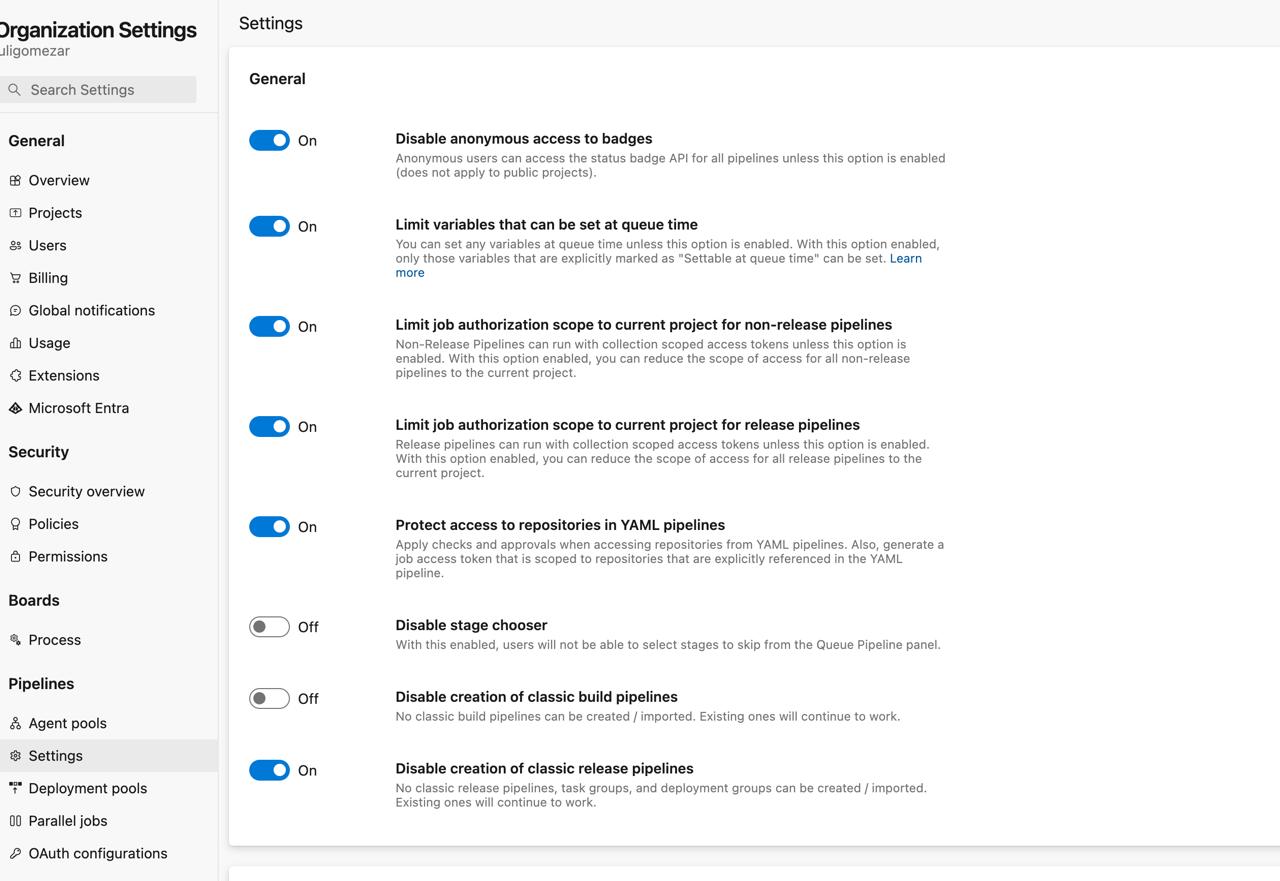 Organization Settings
uligomezar
Search Settings
General
Overview
Projects
Users
Billing
Global notifications
Usage
Extensions
Microsoft Entra
Security
Security overview
Policies
Permissions
Boards
Process
Pipelines
Agent pools
Settings
Deployment pools
Parallel jobs
OAuth configurations
Settings
General
On
Disable anonymous access to badges
Anonymous users can access the status badge API for all pipelines unless this option is enabled
(does not apply to public projects).
On
Limit variables that can be set at queue time
You can set any variables at queue time unless this option is enabled. With this option enabled,
only those variables that are explicitly marked as "Settable at queue time" can be set. Learn
more
On
Limit job authorization scope to current project for non-release pipelines
Non-Release Pipelines can run with collection scoped access tokens unless this option is
enabled. With this option enabled, you can reduce the scope of access for all non-release
pipelines to the current project.
On
Limit job authorization scope to current project for release pipelines
Release pipelines can run with collection scoped access tokens unless this option is enabled.
With this option enabled, you can reduce the scope of access for all release pipelines to the
current project.
On
Protect access to repositories in YAML pipelines
Apply checks and approvals when accessing repositories from YAML pipelines. Also, generate a
job access token that is scoped to repositories that are explicitly referenced in the YAML
pipeline.
Off
Disable stage chooser
With this enabled, users will not be able to select stages to skip from the Queue Pipeline panel.
Off
Disable creation of classic build pipelines
No classic build pipelines can be created / imported. Existing ones will continue to work.
On
Disable creation of classic release pipelines
No classic release pipelines, task groups, and deployment groups can be created / imported.
Existing ones will continue to work.